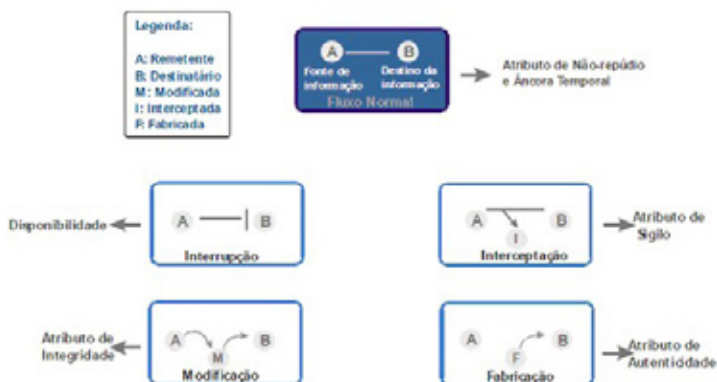 Legenda:
A: Remetente
B: Destinatário
M: Modificada
I: Interceptada
F: Fabricada
A
B
Fonte de
informação
Destino da
informação
Fluxo Normal
Atributo de Não-repúdio
e Âncora Temporal
Disponibilidade
A
B
Interrupção
A
B
I
Interceptação
Atributo de
Sigilo
Atributo de
Integridade
A
B
M
Modificação
A
B
F
Fabricação
Atributo de
Autenticidade